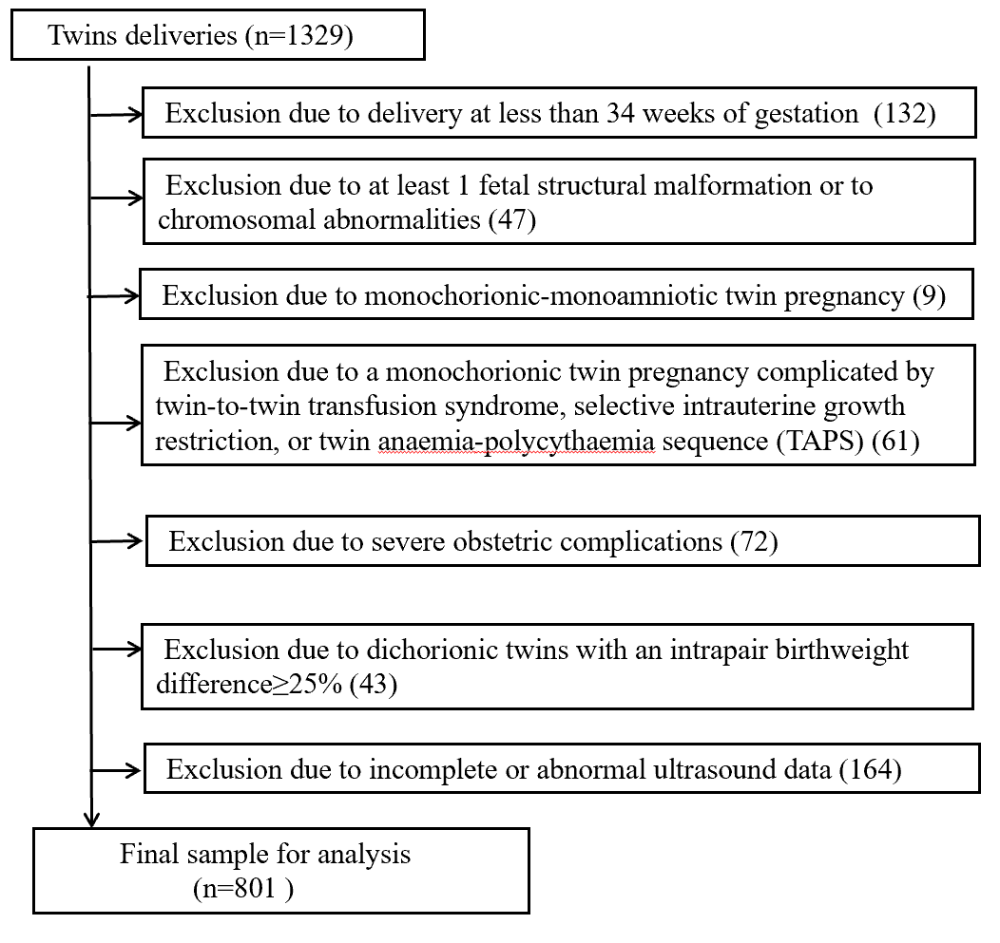 Twins deliveries (n=1329)
Exclusion due to delivery at less than 34 weeks of gestation (132)
Exclusion due to at least 1 fetal structural malformation or to
chromosomal abnormalities (47)
Exclusion due to monochorionic-monoamniotic twin pregnancy (9)
Exclusion due to a monochorionic twin pregnancy complicated by
twin-to-twin transfusion syndrome, selective intrauterine growth
restriction, or twin anaemia-polycythaemia sequence (TAPS) (61)
Exclusion due to severe obstetric complications (72)
Exclusion due to dichorionic twins with an intrapair birthweight
difference≥25% (43)
Exclusion due to incomplete or abnormal ultrasound data (164)
Final sample for analysis
(n=801 )